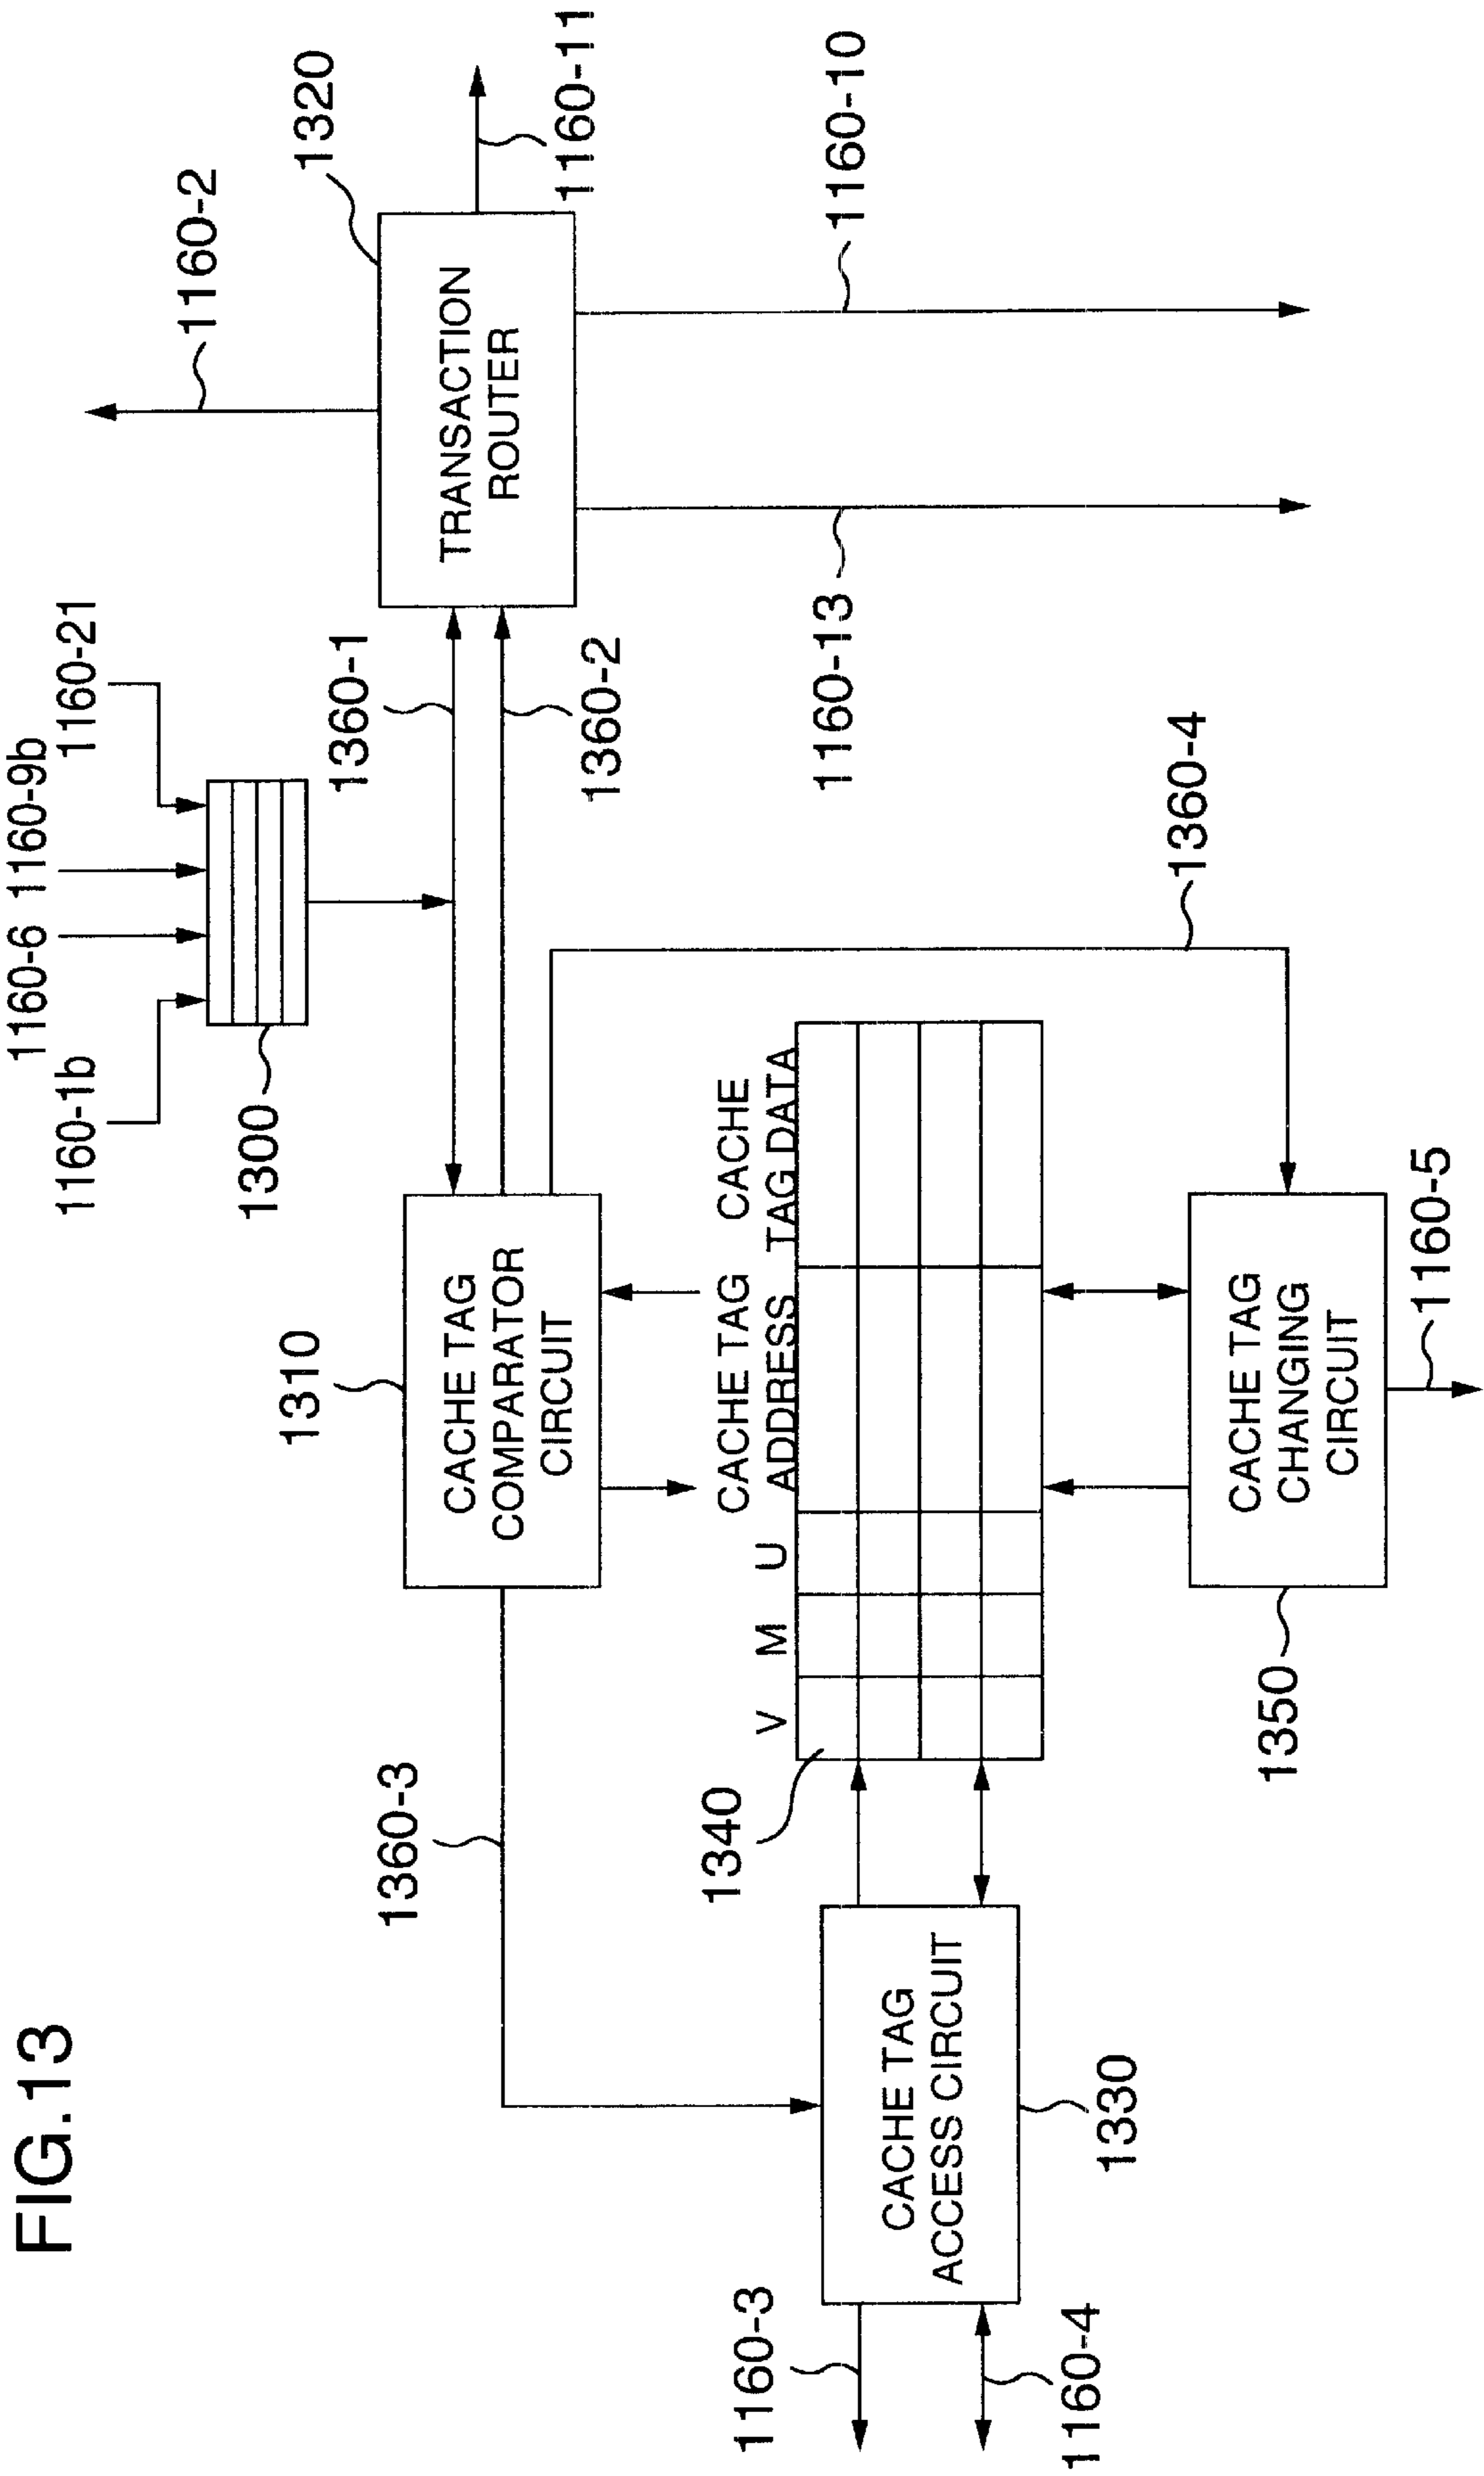 FIG.13
1160-6 1160-9b
1160-1b
1160-21
1160-2
1300
1310
1360-1
1320
1360-3
CACHE TAG
COMPARATOR
CIRCUIT
TRANSACTION
ROUTER
1360-2
1160-11
1340
V M U
CACHE TAG
ADDRESS
CACHE
TAG DATA
1160-13
1160-10
1160-3
CACHE TAG
ACCESS CIRCUIT
1160-4
1330
1360-4
1350
CACHE TAG
CHANGING
CIRCUIT
1160-5